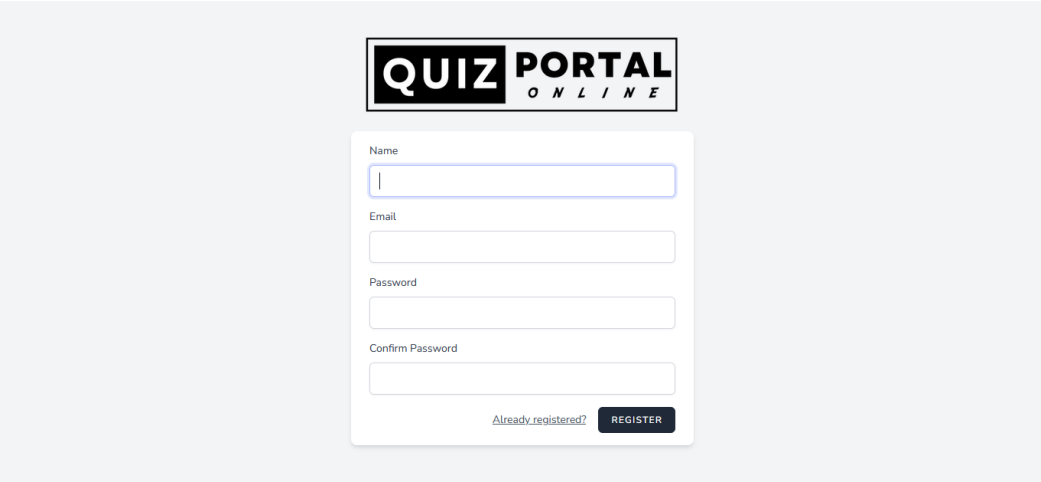 QUIZ PORTAL
ONLINE
Name
Email
Password
Confirm Password
Already registered? REGISTER